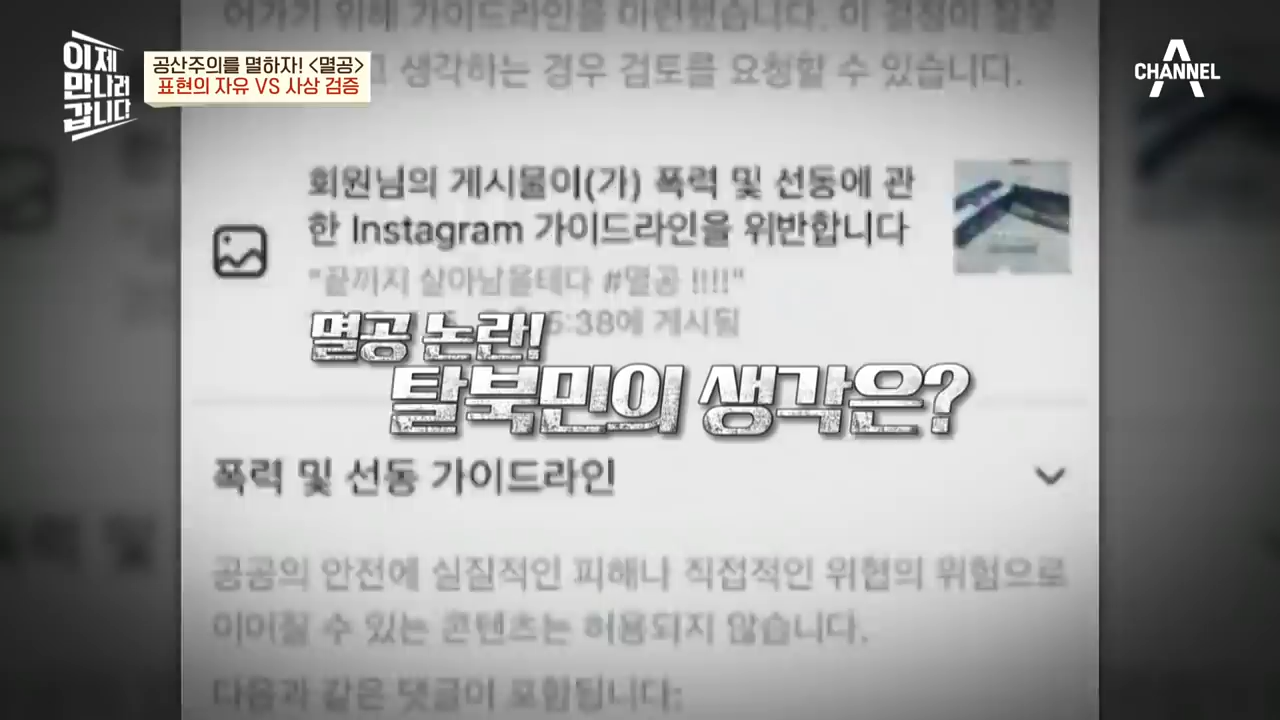 이제
만나러
갑니다
공산주의를 멸하자! <멸공>
표현의 자유 VS 사상 검증
CHANNEL A
어가기 위해 가이드라인을 마련했습니다. 이 결정이 잘못
고 생각하는 경우 검토를 요청할 수 있습니다.
회원님의 게시물이(가) 폭력 및 선동에 관
한 Instagram 가이드라인을 위반합니다
"끝까지 살아남을테다 #멸공 !!!!"
5:38에 게시됨
멸공 논란!
탈북민의 생각은?
폭력 및 선동 가이드라인
공공의 안전에 실질적인 피해나 직접적인 위협의 위험으로
이어질 수 있는 콘텐츠는 허용되지 않습니다.
다음과 같은 댓글이 포함됩니다: